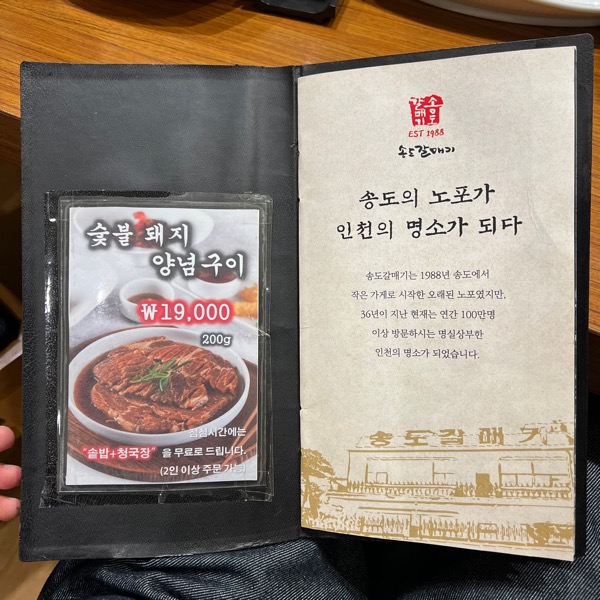 숯불 돼지
양념구이
₩19,000
200g
점심시간에는
"솥밥+청국장" 을 무료로 드립니다.
(2인 이상 주문 가능)
송도
갈매기
EST 1988
송도갈매기
송도의 노포가
인천의 명소가 되다
송도갈매기는 1988년 송도에서
작은 가게로 시작한 오래된 노포였지만,
36년이 지난 현재는 연간 100만명
이상 방문하시는 명실상부한
인천의 명소가 되었습니다.
송도갈매기